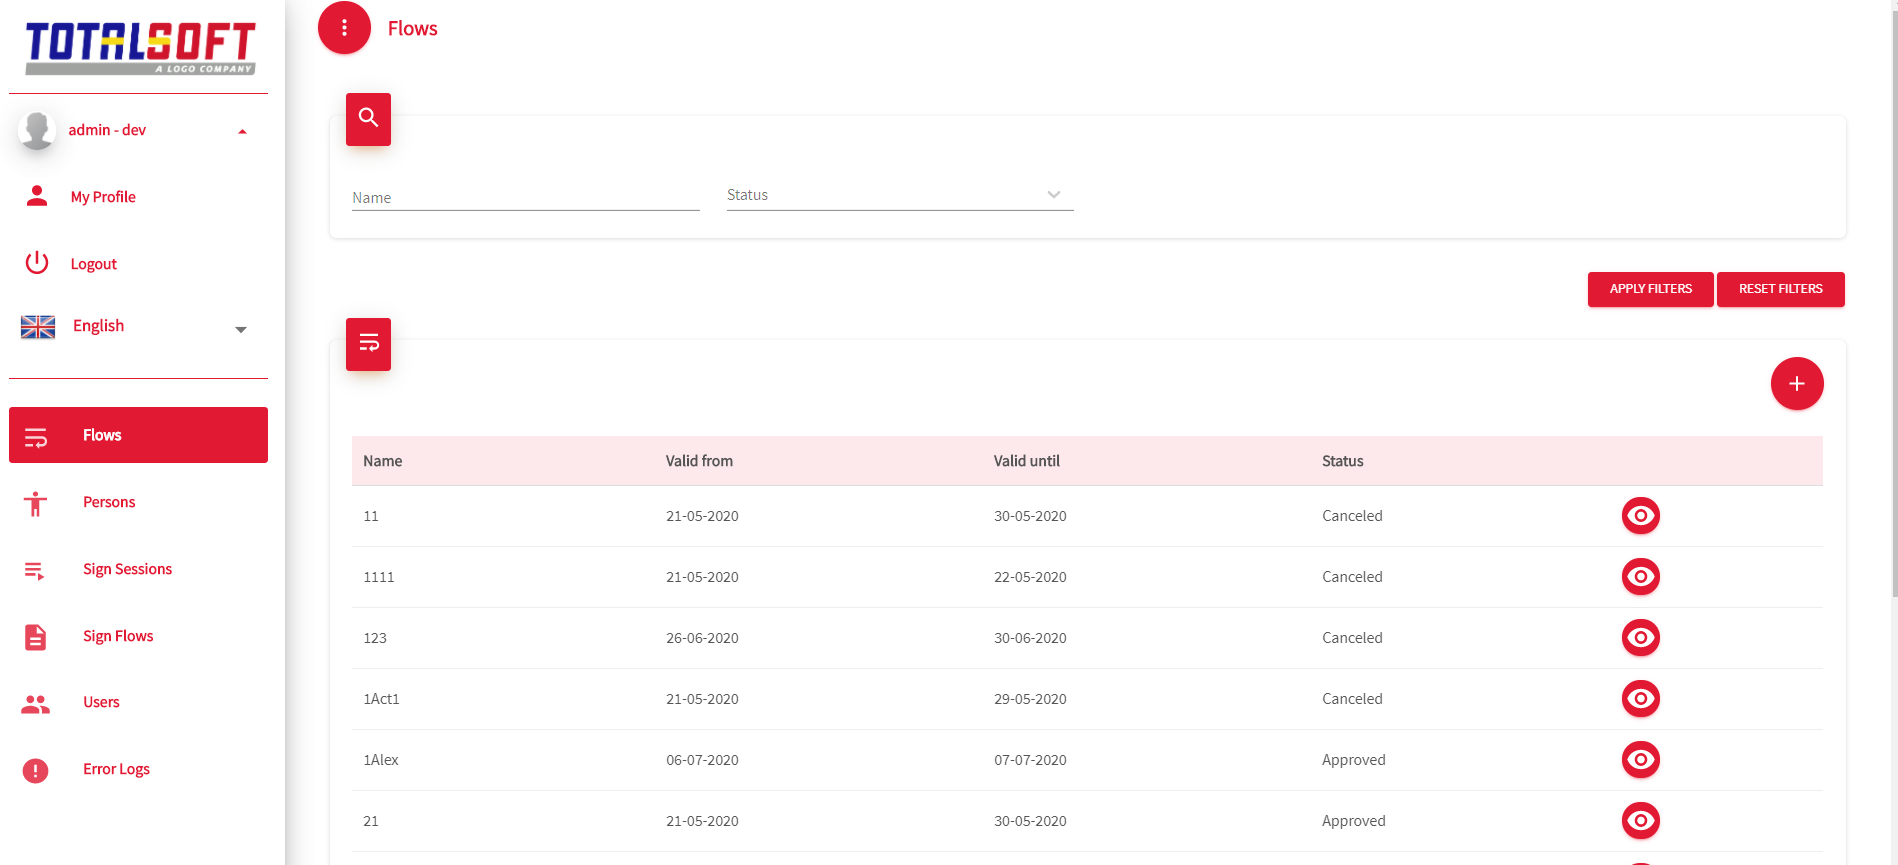 TOTALSOFT
A LOGO COMPANY
admin - dev
My Profile
Logout
English
Flows
Persons
Sign Sessions
Sign Flows
Users
Error Logs
Flows
Name
Status
APPLY FILTERS
RESET FILTERS
Name Valid from Valid until Status
11 21-05-2020 30-05-2020 Canceled
1111 21-05-2020 22-05-2020 Canceled
123 26-06-2020 30-06-2020 Canceled
1Act1 21-05-2020 29-05-2020 Canceled
1Alex 06-07-2020 07-07-2020 Approved
21 21-05-2020 30-05-2020 Approved